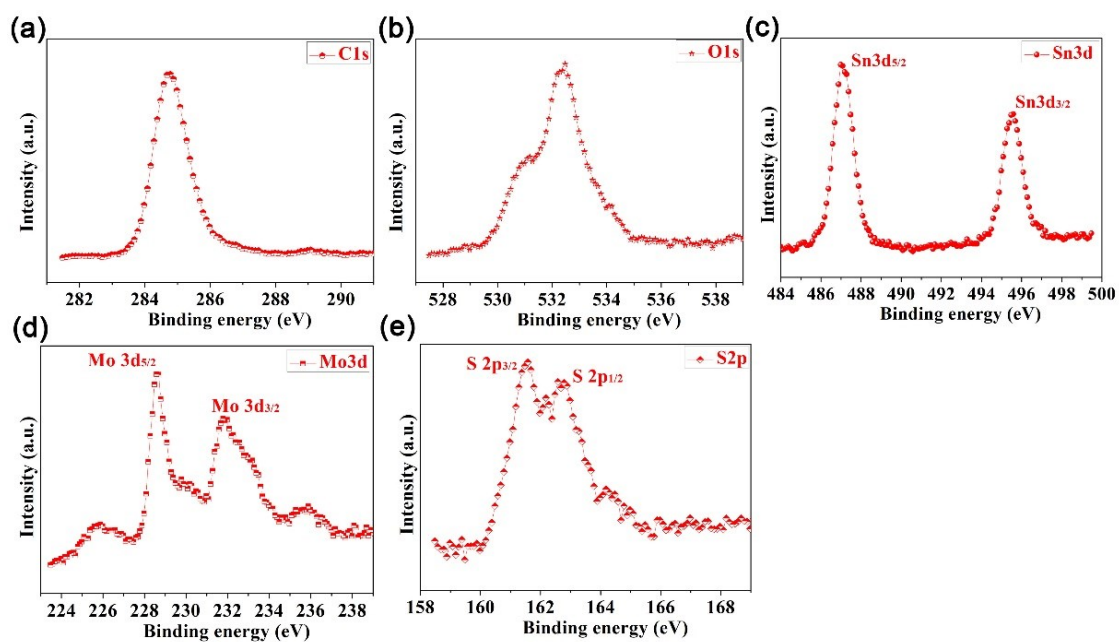 (a)
C1s
Intensity (a.u.)
282 284 286 288 290
Binding energy (eV)
(b)
O1s
Intensity (a.u.)
528 530 532 534 536 538
Binding energy (eV)
(c)
Sn3d
Sn3d5/2
Sn3d3/2
Intensity (a.u.)
484 486 488 490 492 494 496 498 500
Binding energy (eV)
(d)
Mo3d
Mo 3d5/2
Mo 3d3/2
Intensity (a.u.)
224 226 228 230 232 234 236 238
Binding energy (eV)
(e)
S2p
S 2p3/2
S 2p1/2
Intensity (a.u.)
158 160 162 164 166 168
Binding energy (eV)